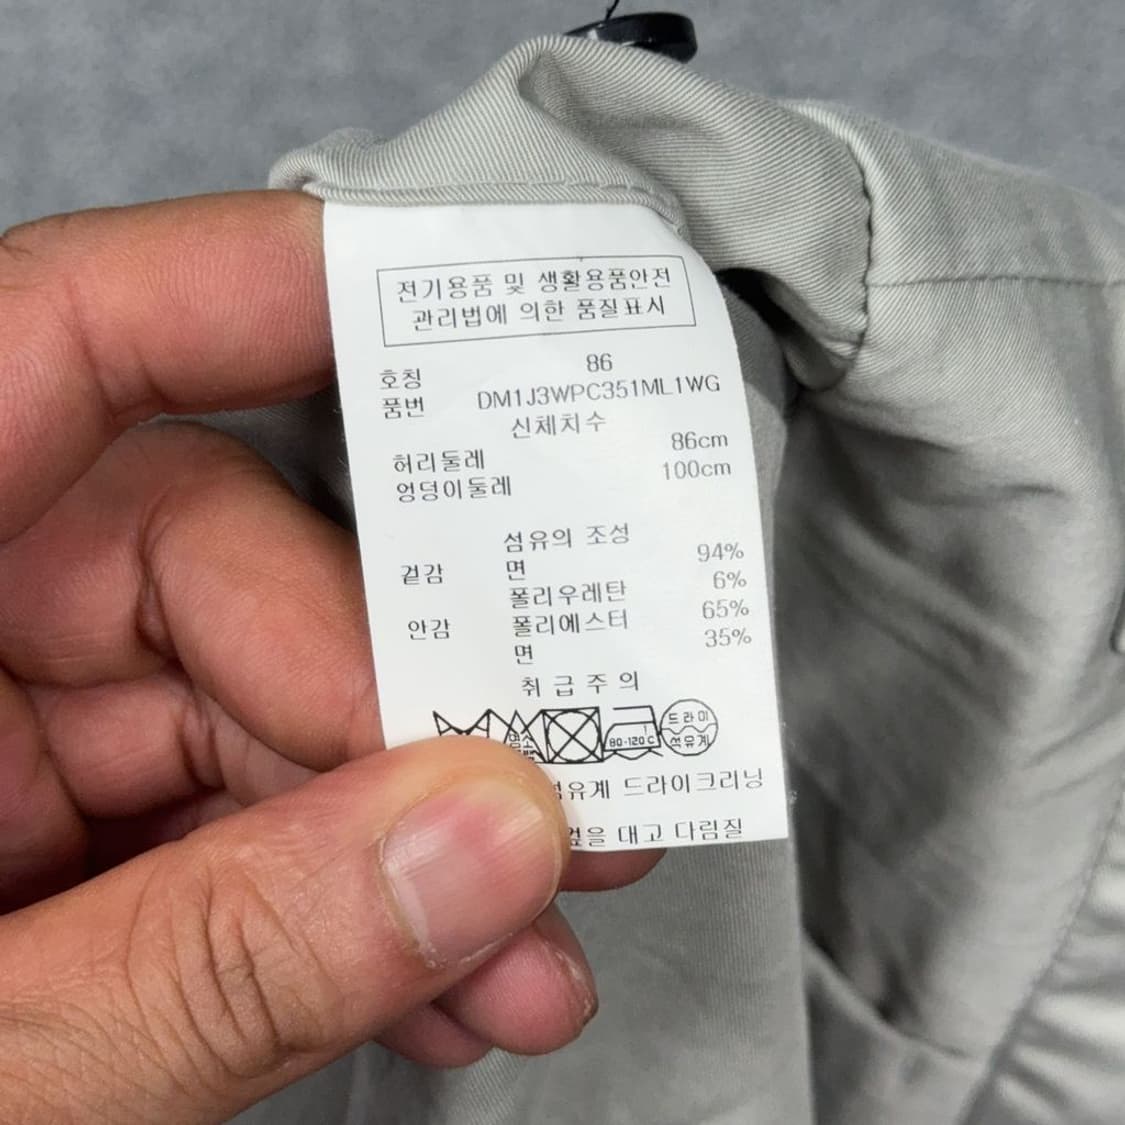 전기용품 및 생활용품안전
관리법에 의한 품질표시
호칭 86
품번 DM1J3WPC351ML1WG
신체치수
허리둘레 86cm
엉덩이둘레 100cm
섬유의 조성
겉감 면 94%
폴리우레탄 6%
안감 폴리에스터 65%
면 35%
취급주의
염소
80-120℃
드라이
석유계
드라이크리닝
대고 다림질